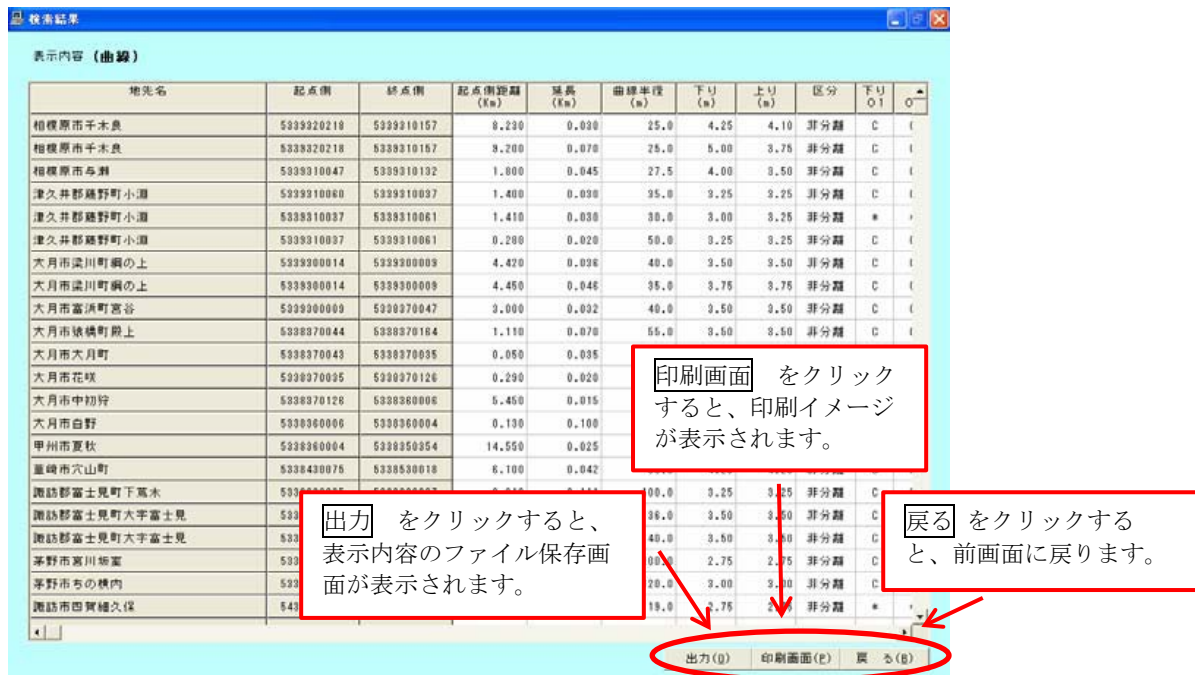 検索結果
表示内容 (曲線)
地先名 起点側 終点側 起点側距離(Km) 延長(Km) 曲線半径(m) 下り(m) 上り(m) 区分 下り01
相模原市千木良 5339320218 5339310157 8.230 0.030 25.0 4.25 4.10 非分離 C
相模原市千木良 5339320218 5339310157 9.200 0.070 25.0 5.00 3.75 非分離 C
相模原市与瀬 5339310047 5339310132 1.800 0.045 27.5 4.00 3.50 非分離 C
津久井郡藤野町小淵 5339310060 5339310037 1.400 0.030 35.0 3.25 3.25 非分離 C
津久井郡藤野町小淵 5339310037 5339310061 1.410 0.030 30.0 3.00 3.25 非分離 *
津久井郡藤野町小淵 5339310037 5339310061 0.280 0.020 50.0 3.25 3.25 非分離 C
大月市梁川町綱の上 5339300014 5339300009 4.420 0.036 40.0 3.50 3.50 非分離 C
大月市梁川町綱の上 5339300014 5339300009 4.450 0.046 35.0 3.75 3.75 非分離 C
大月市富浜町宮谷 5339300009 5338370047 3.000 0.032 40.0 3.50 3.50 非分離 C
大月市猿橋町殿上 5338370044 5338370164 1.110 0.070 55.0 3.50 3.50 非分離 C
大月市大月町 5338370043 5338370035 0.050 0.035
大月市花咲 5338370035 5338370126 0.290 0.020
大月市中初狩 5338370126 5338360006 5.450 0.015
大月市白野 5338360006 5338360004 0.130 0.100
甲州市夏秋 5338360004 5338350354 14.550 0.025
韮崎市穴山町 5338430075 5338530018 6.100 0.042
諏訪郡富士見町下蔦木 100.0 3.25 3.25 非分離 C
諏訪郡富士見町大字富士見 533 36.0 3.50 3.50 非分離 C
諏訪郡富士見町大字富士見 533 40.0 3.50 3.50 非分離 C
茅野市宮川坂室 533 2.75 2.75 非分離 C
茅野市ちの横内 533 20.0 3.00 3.00 非分離 C
諏訪市四賀細久保 543 19.0 2.75 非分離 *
印刷画面 をクリック
すると、印刷イメージ
が表示されます。
出力 をクリックすると、
表示内容のファイル保存画
面が表示されます。
戻る をクリックする
と、前画面に戻ります。
出力(O) 印刷画面(P) 戻 る(B)